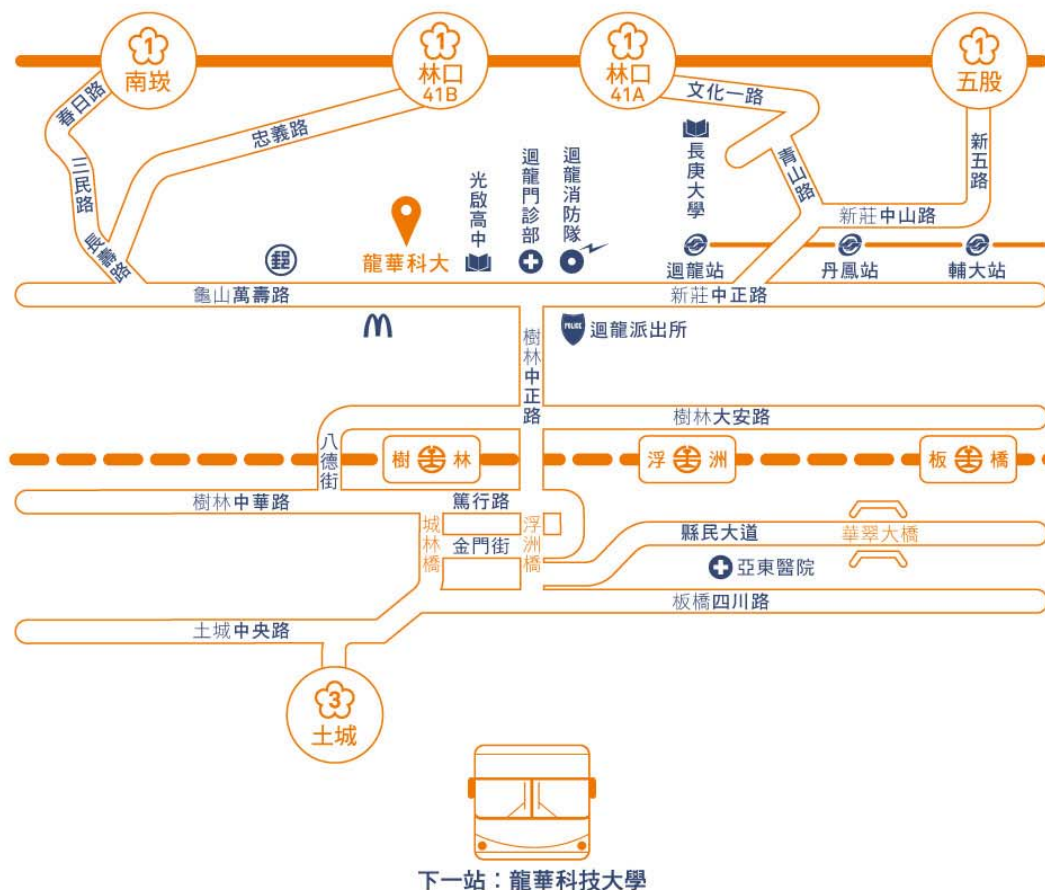 1
南崁
1
林口
41B
1
林口
41A
1
五股
春日路
三民路
長壽路
忠義路
文化一路
青山路
新五路
長庚大學
光啟高中
迴龍門診部
迴龍消防隊
新莊中山路
郵
龍華科大
迴龍站
丹鳳站
輔大站
龜山萬壽路
新莊中正路
POLICE
迴龍派出所
樹林中正路
樹林大安路
八德街
樹 林
浮 洲
板 橋
樹林中華路
篤行路
城林橋
浮洲橋
金門街
縣民大道
華翠大橋
亞東醫院
板橋四川路
土城中央路
3
土城
下一站：龍華科技大學